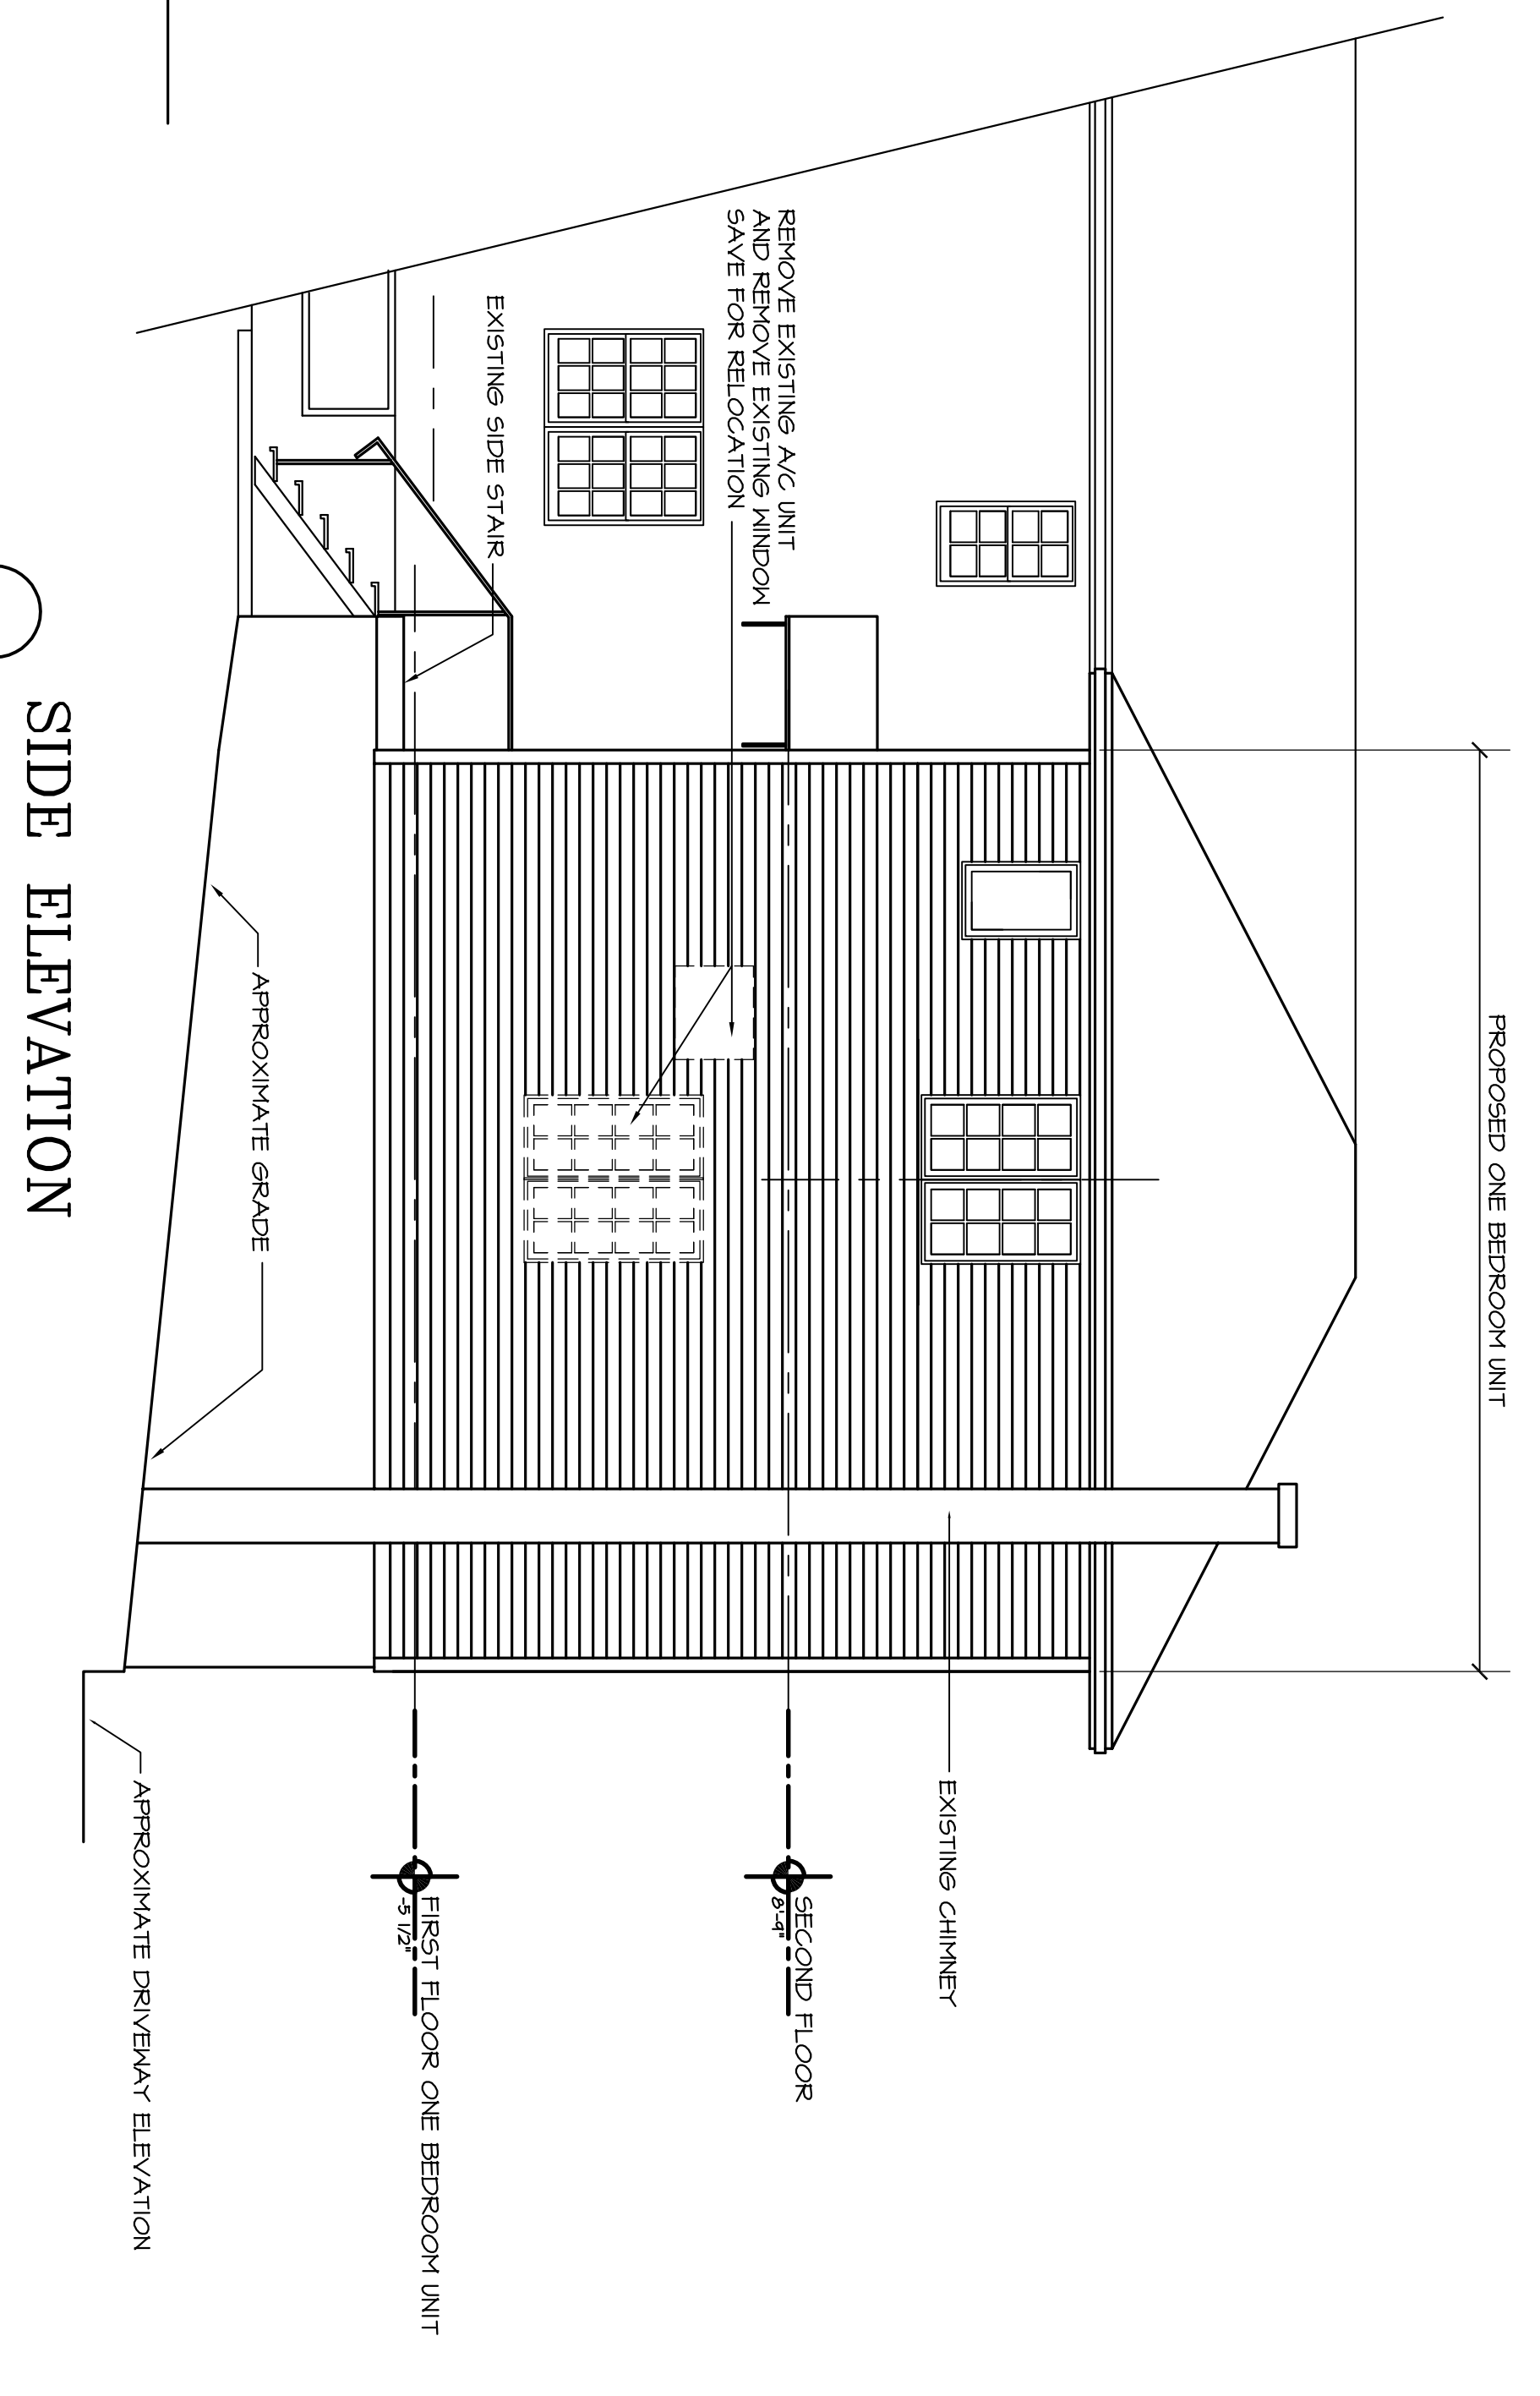 PROPOSED ONE BEDROOM UNIT
REMOVE EXISTING A/C UNIT
AND REMOVE EXISTING WINDOW
SAVE FOR RELOCATION
EXISTING CHIMNEY
SECOND FLOOR
8'-9"
EXISTING SIDE STAIR
FIRST FLOOR ONE BEDROOM UNIT
-5 1/2"
APPROXIMATE GRADE
APPROXIMATE DRIVEWAY ELEVATION
SIDE ELEVATION